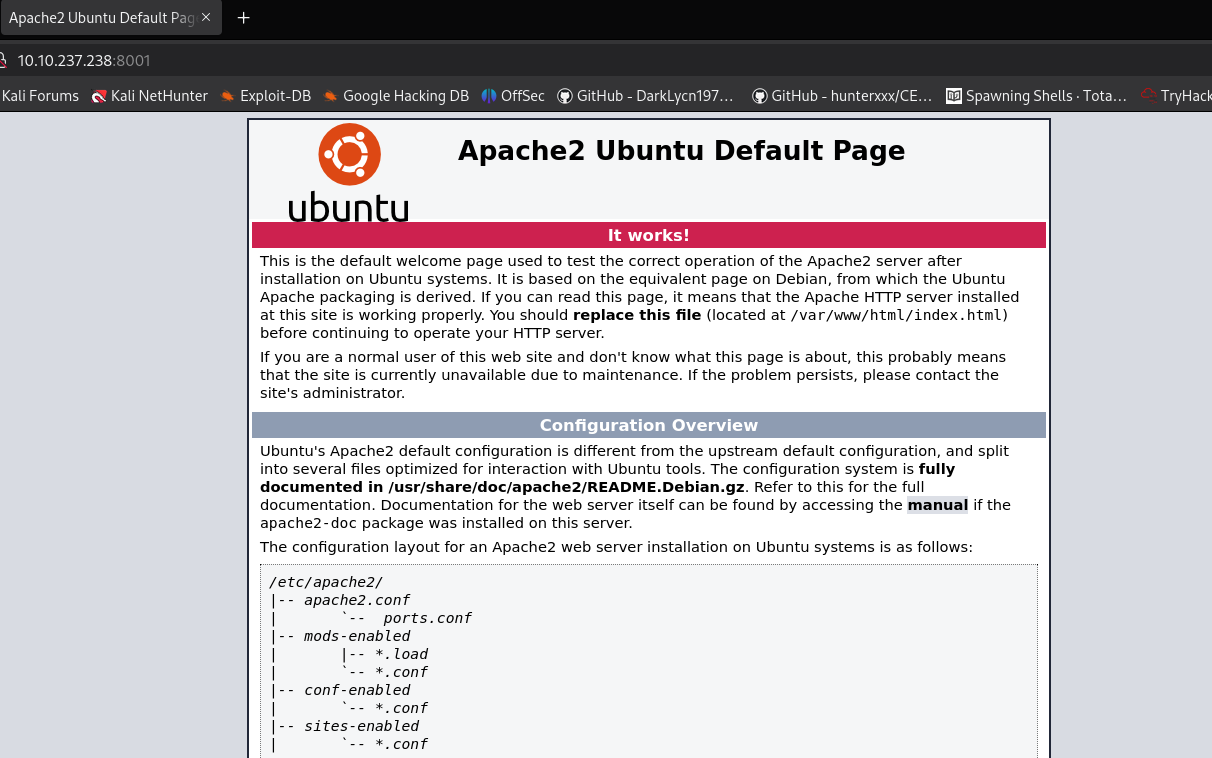 Apache2 Ubuntu Default Pag
10.10.237.238:8001
Kali Forums Kali NetHunter Exploit-DB Google Hacking DB OffSec GitHub - DarkLycn197… GitHub - hunterxxx/CE… Spawning Shells · Tota… TryHack
ubuntu
Apache2 Ubuntu Default Page
It works!
This is the default welcome page used to test the correct operation of the Apache2 server after
installation on Ubuntu systems. It is based on the equivalent page on Debian, from which the Ubuntu
Apache packaging is derived. If you can read this page, it means that the Apache HTTP server installed
at this site is working properly. You should replace this file (located at /var/www/html/index.html)
before continuing to operate your HTTP server.
If you are a normal user of this web site and don't know what this page is about, this probably means
that the site is currently unavailable due to maintenance. If the problem persists, please contact the
site's administrator.
Configuration Overview
Ubuntu's Apache2 default configuration is different from the upstream default configuration, and split
into several files optimized for interaction with Ubuntu tools. The configuration system is fully
documented in /usr/share/doc/apache2/README.Debian.gz. Refer to this for the full
documentation. Documentation for the web server itself can be found by accessing the manual if the
apache2-doc package was installed on this server.
The configuration layout for an Apache2 web server installation on Ubuntu systems is as follows:
/etc/apache2/
|-- apache2.conf
|       `--  ports.conf
|-- mods-enabled
|       |-- *.load
|       `-- *.conf
|-- conf-enabled
|       `-- *.conf
|-- sites-enabled
|       `-- *.conf